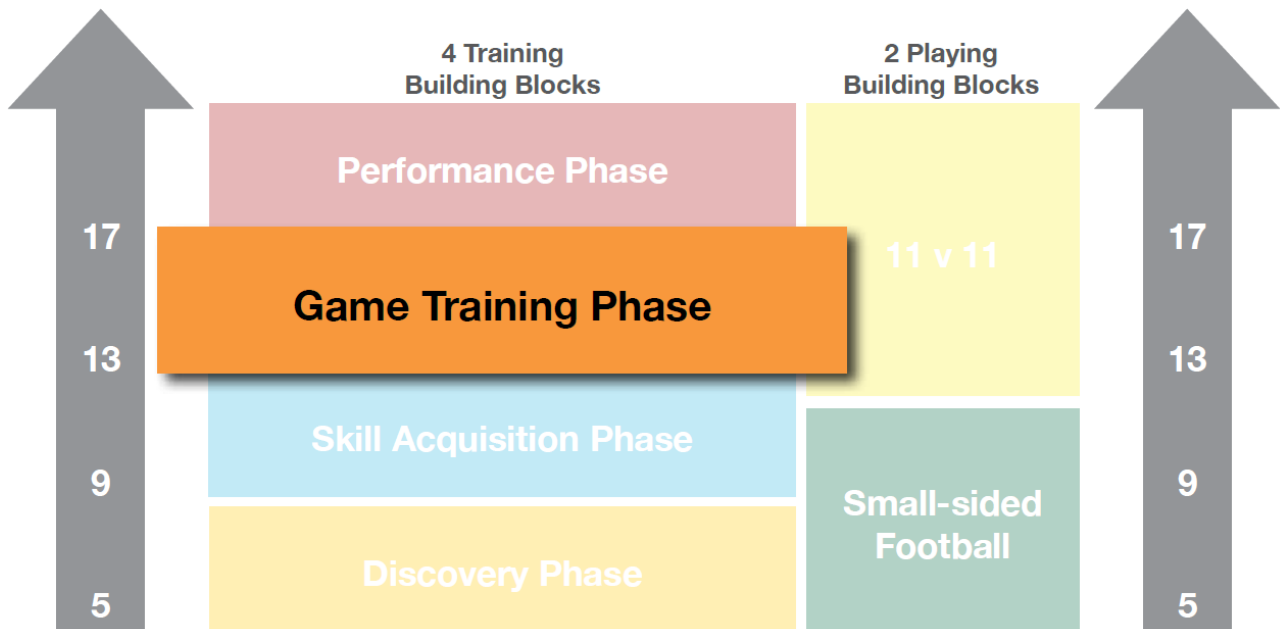 4 Training
Building Blocks
2 Playing
Building Blocks
Performance Phase
17
11 v 11
17
Game Training Phase
13
13
Skill Acquisition Phase
9
Small-sided
Football
9
Discovery Phase
5
5